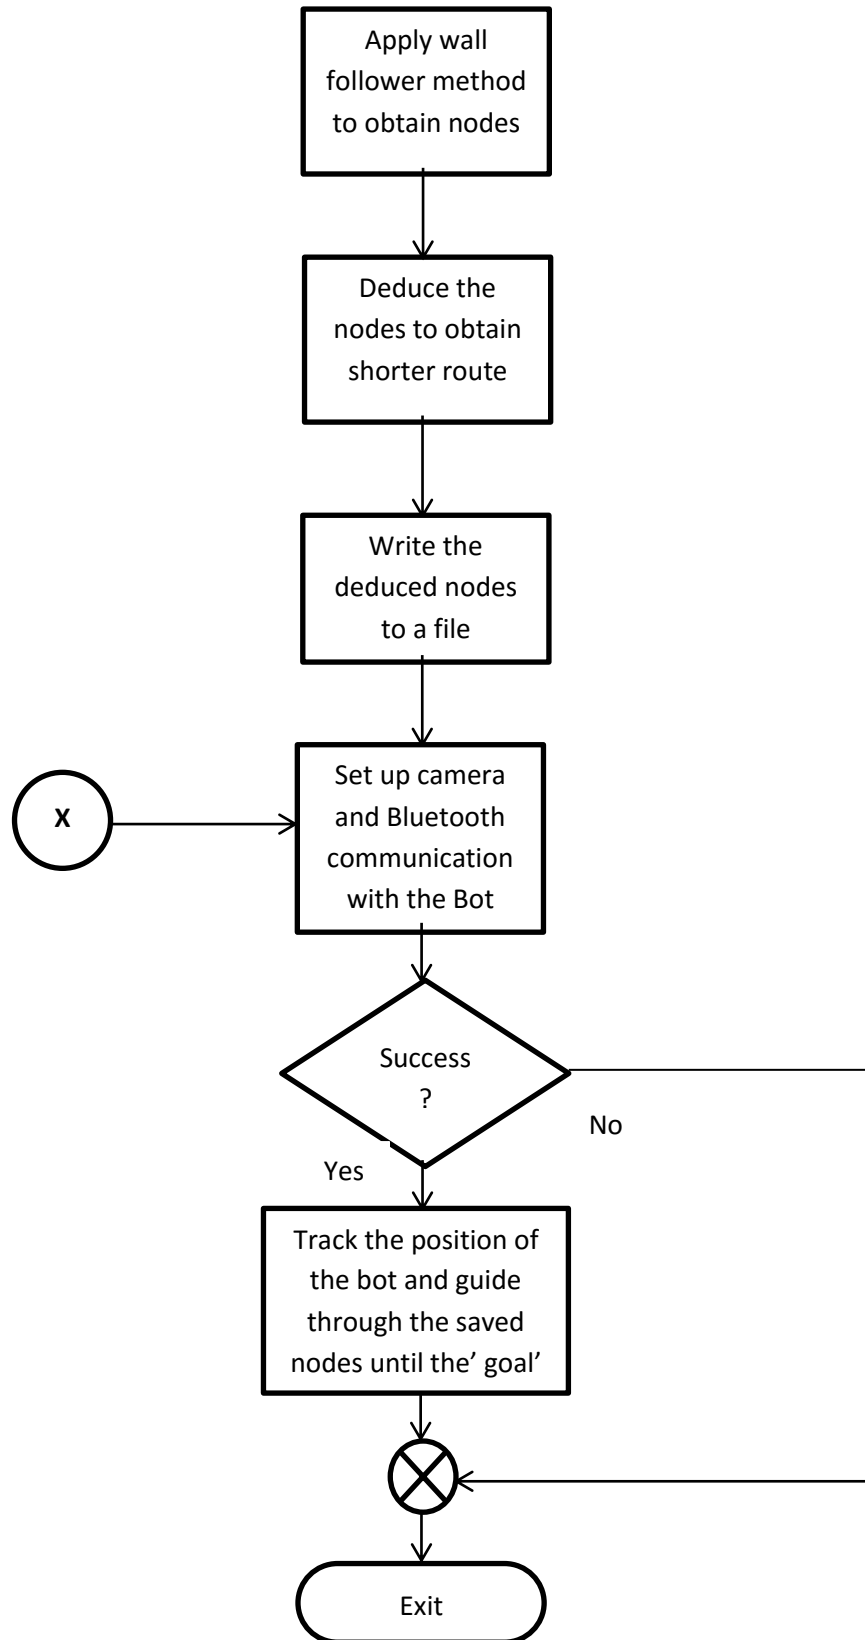 Apply wall
follower method
to obtain nodes
Deduce the
nodes to obtain
shorter route
Write the
deduced nodes
to a file
X
Set up camera
and Bluetooth
communication
with the Bot
Success
?
No
Yes
Track the position of
the bot and guide
through the saved
nodes until the’ goal’
Exit